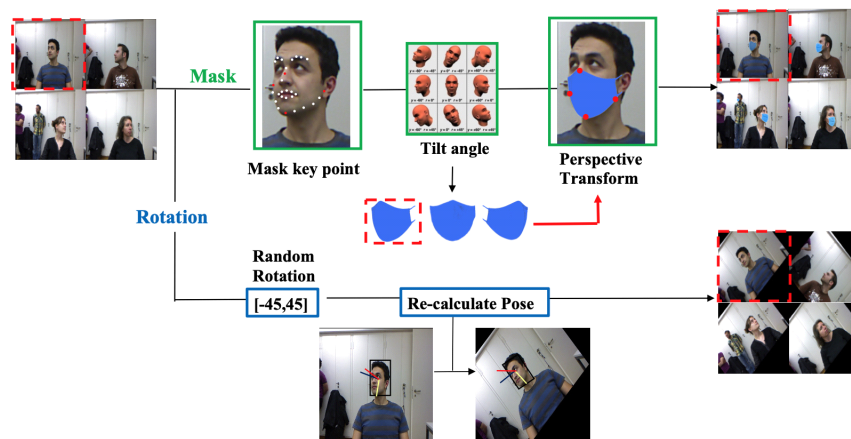 Mask
Mask key point
Tilt angle
Perspective
Transform
Rotation
Random
Rotation
[-45,45]
Re-calculate Pose